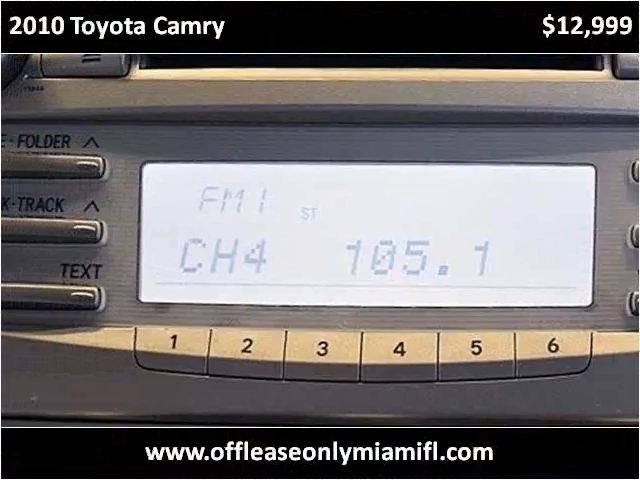 2010 Toyota Camry $12,999
E-FOLDER ∧
FM1 ST
K-TRACK ∧
CH4 105.1
TEXT
1 2 3 4 5 6
www.offleaseonlymiamifl.com